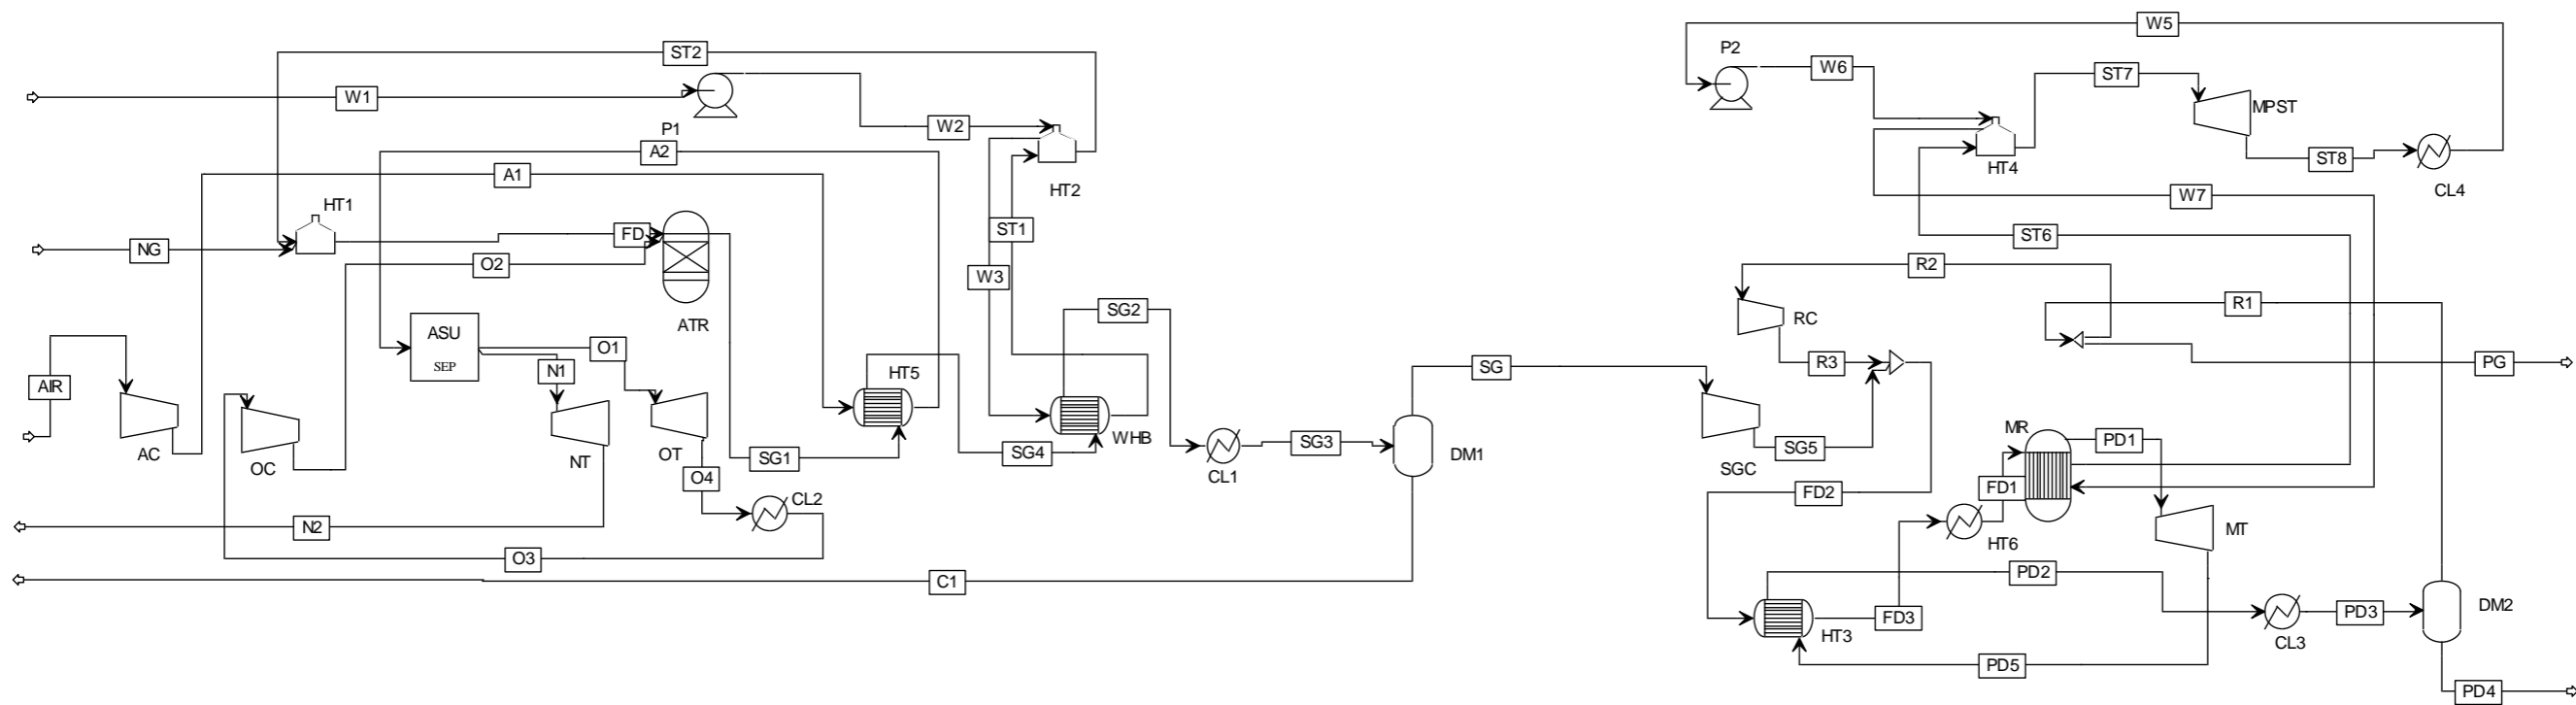 W5
P2
ST2
W6
ST7
W1
MPST
W2
P1
A2
ST8
HT4
A1
HT2
CL4
W7
HT1
FD
ST1
ST6
NG
O2
R2
W3
R1
SG2
ATR
RC
ASU
SEP
O1
N1
HT5
SG
R3
PG
AIR
MR
PD1
WHB
AC
OC
NT
OT
SG1
SG4
CL1
SG3
DM1
SGC
SG5
O4
CL2
FD2
FD1
N2
HT6
MT
O3
C1
PD2
HT3
FD3
CL3
PD3
DM2
PD5
PD4